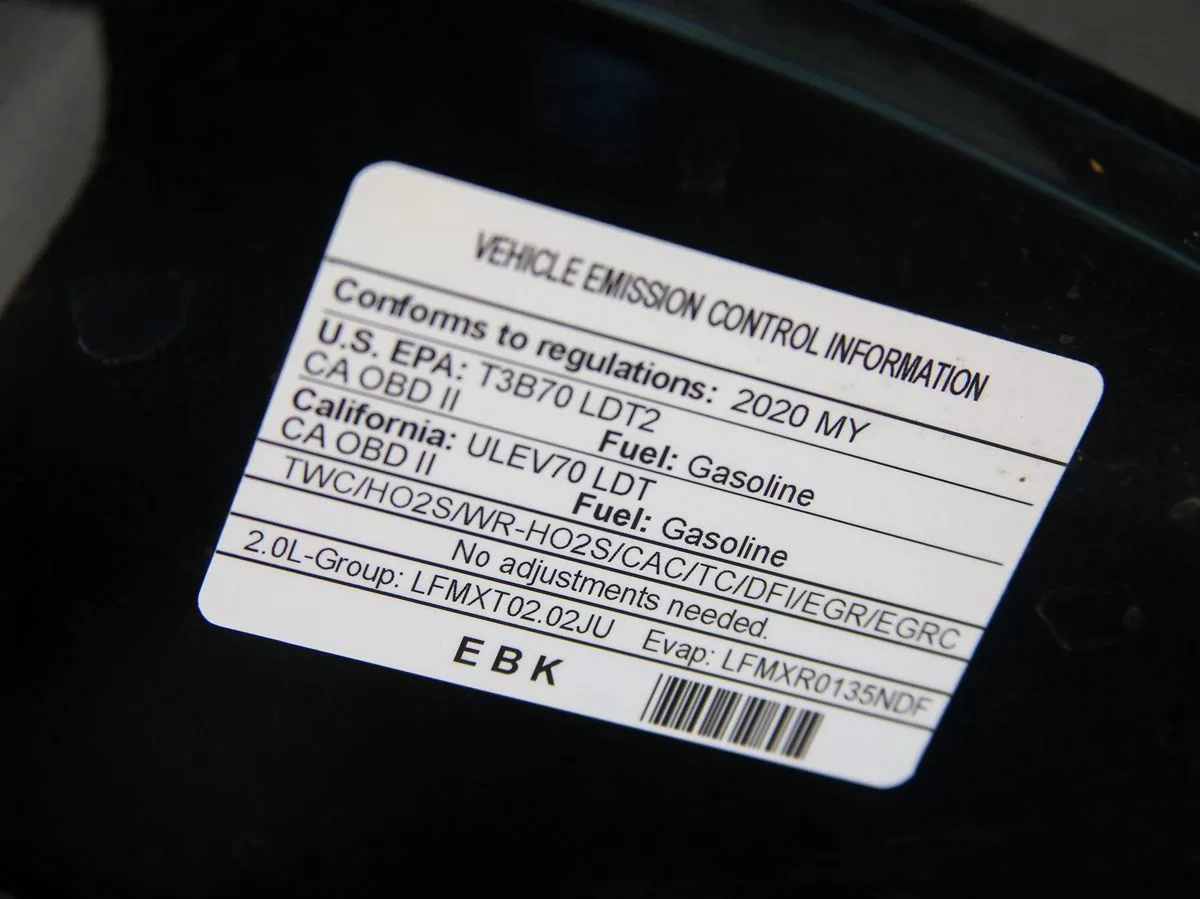 VEHICLE EMISSION CONTROL INFORMATION
Conforms to regulations: 2020 MY
U.S. EPA: T3B70 LDT2
CA OBD II Fuel: Gasoline
California: ULEV70 LDT
CA OBD II Fuel: Gasoline
TWC/HO2S/WR-HO2S/CAC/TC/DFI/EGR/EGRC
No adjustments needed.
2.0L-Group: LFMXT02.02JU Evap: LFMXR0135NDF
EBK